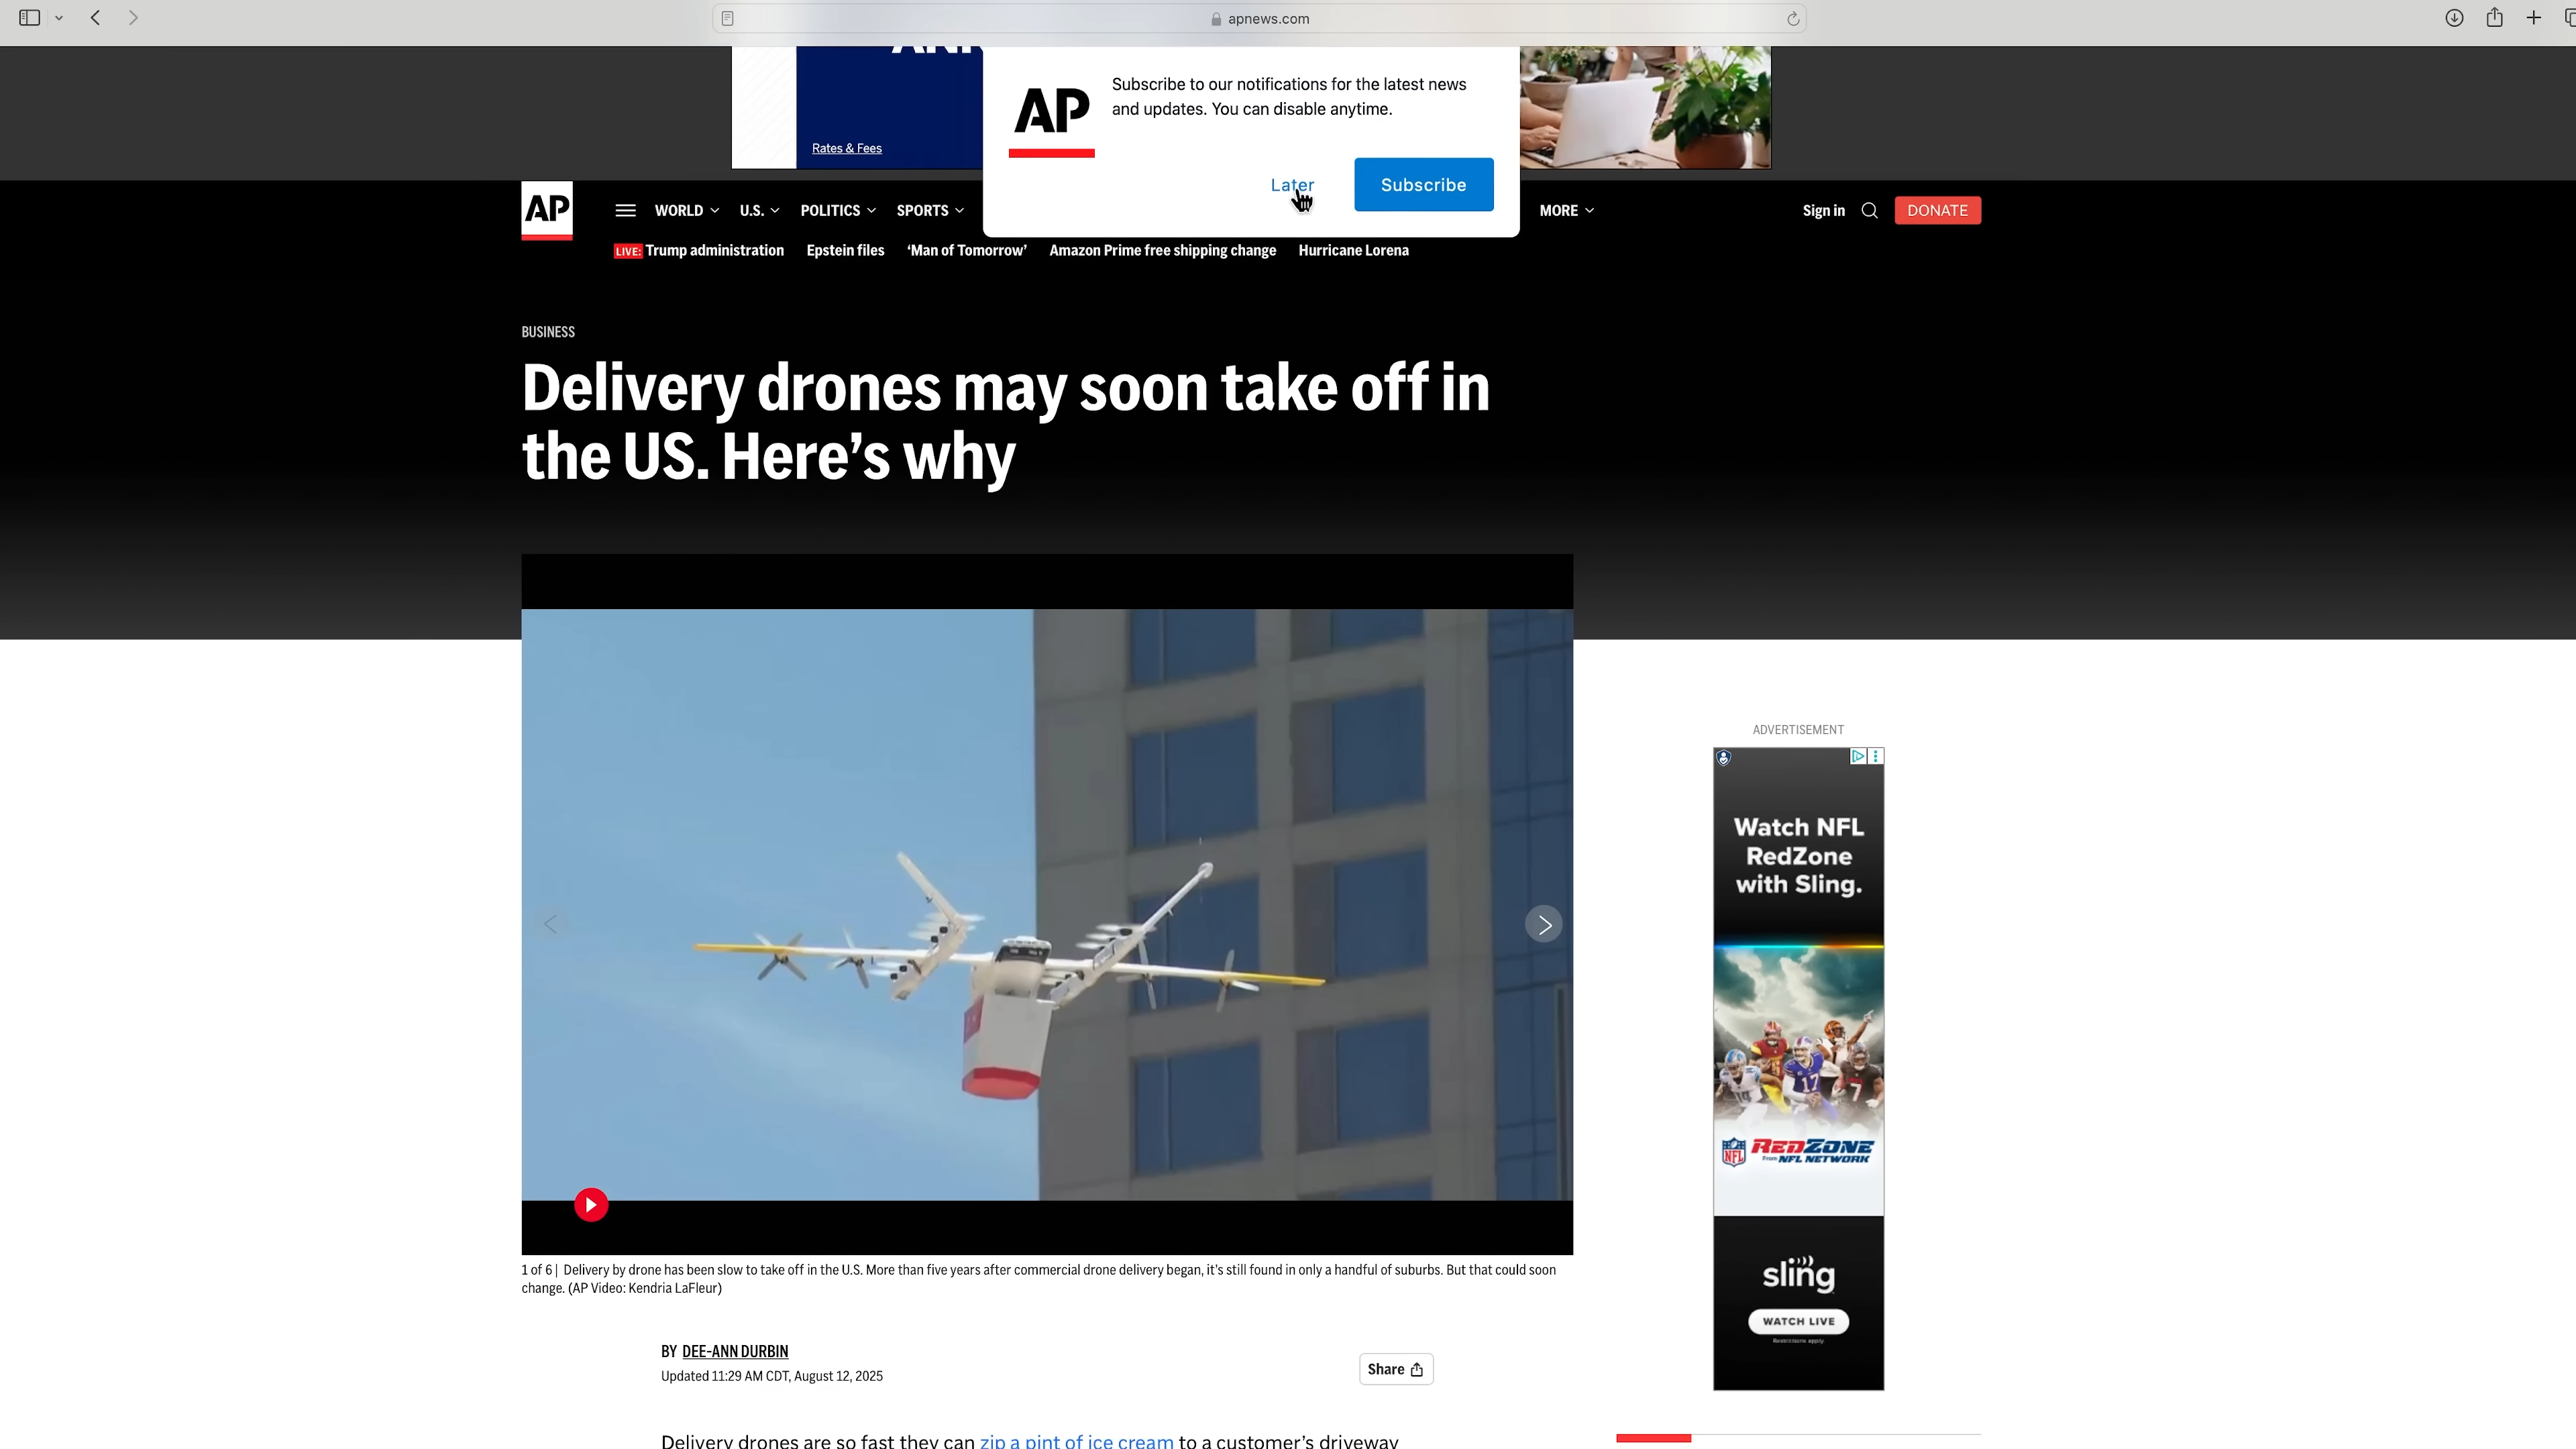 apnews.com
Rates & Fees
AP
Subscribe to our notifications for the latest news
and updates. You can disable anytime.
Later
Subscribe
AP
WORLD
U.S.
POLITICS
SPORTS
MORE
Sign in
DONATE
LIVE: Trump administration
Epstein files
‘Man of Tomorrow’
Amazon Prime free shipping change
Hurricane Lorena
BUSINESS
Delivery drones may soon take off in
the US. Here’s why
1 of 6 | Delivery by drone has been slow to take off in the U.S. More than five years after commercial drone delivery began, it’s still found in only a handful of suburbs. But that could soon
change. (AP Video: Kendria LaFleur)
BY DEE-ANN DURBIN
Updated 11:29 AM CDT, August 12, 2025
Share
Delivery drones are so fast they can zip a pint of ice cream to a customer’s driveway
ADVERTISEMENT
Watch NFL
RedZone
with Sling.
17
7
NFL
REDZONE
From NFL NETWORK
sling
WATCH LIVE
Restrictions apply